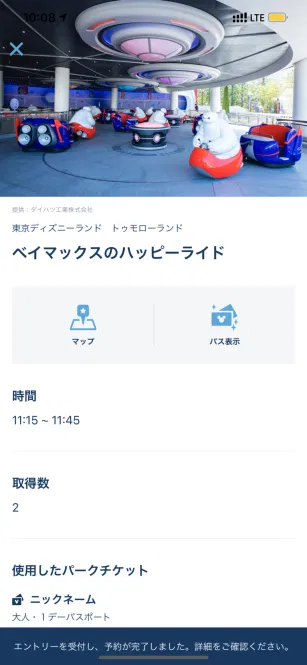 10:08
LTE
提供：ダイハツ工業株式会社
東京ディズニーランド　トゥモローランド
ベイマックスのハッピーライド
マップ
パス表示
時間
11:15 ~ 11:45
取得数
2
使用したパークチケット
ニックネーム
大人・1デーパスポート
エントリーを受付し、予約が完了しました。詳細をご確認ください。